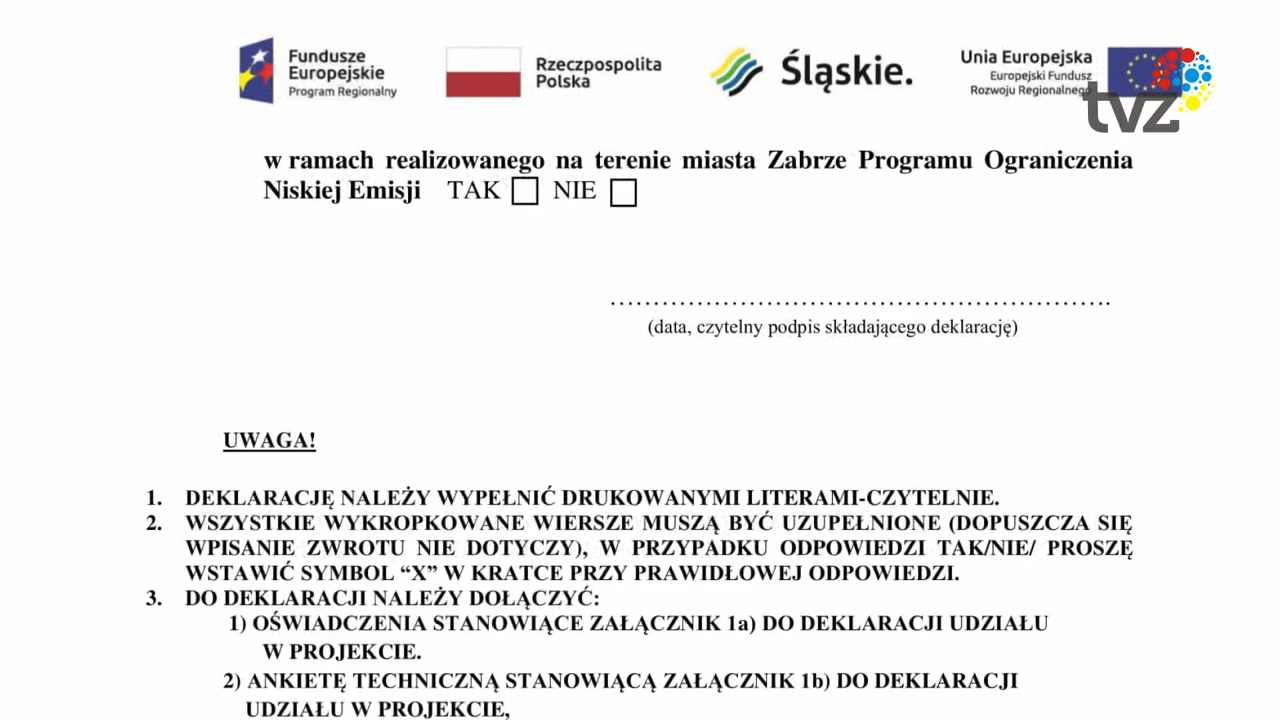 Fundusze
Europejskie
Program Regionalny
Rzeczpospolita
Polska
Śląskie.
Unia Europejska
Europejski Fundusz
Rozwoju Regionalnego
tvz
w ramach realizowanego na terenie miasta Zabrze Programu Ograniczenia
Niskiej Emisji TAK NIE
……………………………………………………….
(data, czytelny podpis składającego deklarację)
UWAGA!
1. DEKLARACJĘ NALEŻY WYPEŁNIĆ DRUKOWANYMI LITERAMI-CZYTELNIE.
2. WSZYSTKIE WYKROPKOWANE WIERSZE MUSZĄ BYĆ UZUPEŁNIONE (DOPUSZCZA SIĘ
WPISANIE ZWROTU NIE DOTYCZY), W PRZYPADKU ODPOWIEDZI TAK/NIE/ PROSZĘ
WSTAWIĆ SYMBOL “X” W KRATCE PRZY PRAWIDŁOWEJ ODPOWIEDZI.
3. DO DEKLARACJI NALEŻY DOŁĄCZYĆ:
1) OŚWIADCZENIA STANOWIĄCE ZAŁĄCZNIK 1a) DO DEKLARACJI UDZIAŁU
W PROJEKCIE.
2) ANKIETĘ TECHNICZNĄ STANOWIĄCĄ ZAŁĄCZNIK 1b) DO DEKLARACJI
UDZIAŁU W PROJEKCIE,